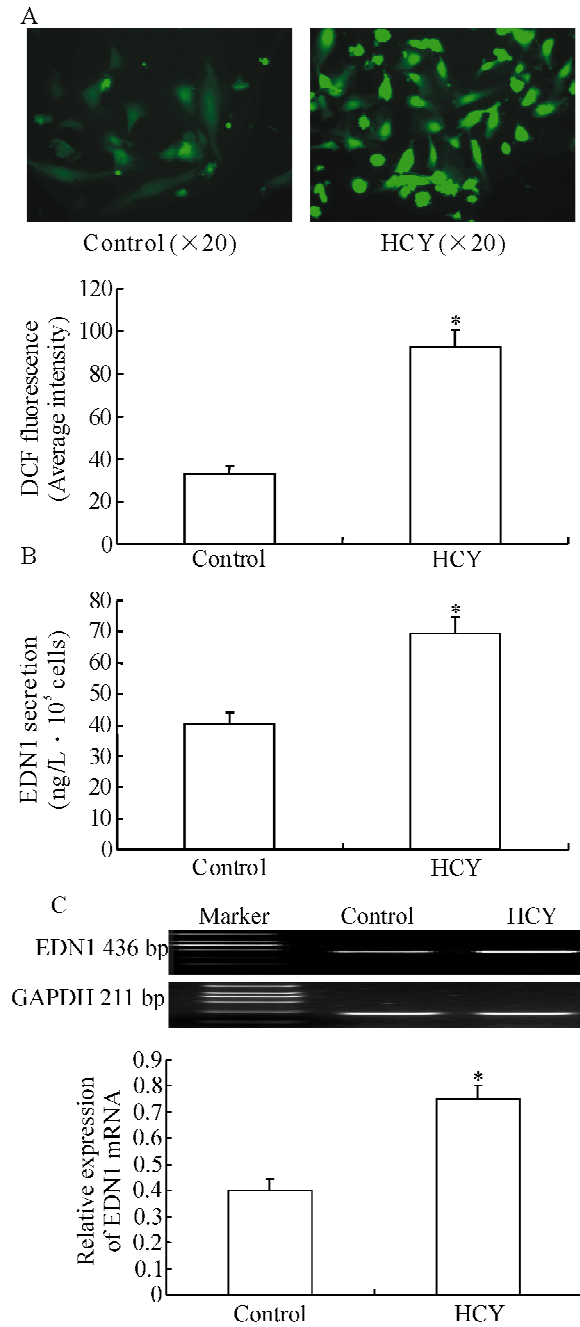 A
Control (×20)
HCY (×20)
DCF fluorescence
(Average intensity)
120
100
80
60
40
20
0
*
Control
HCY
B
EDN1 secretion
(ng/L · 10⁵ cells)
80
70
60
50
40
30
20
10
0
*
Control
HCY
C
Marker
Control
HCY
EDN1 436 bp
GAPDH 211 bp
Relative expression
of EDN1 mRNA
0.9
0.8
0.7
0.6
0.5
0.4
0.3
0.2
0.1
0
*
Control
HCY